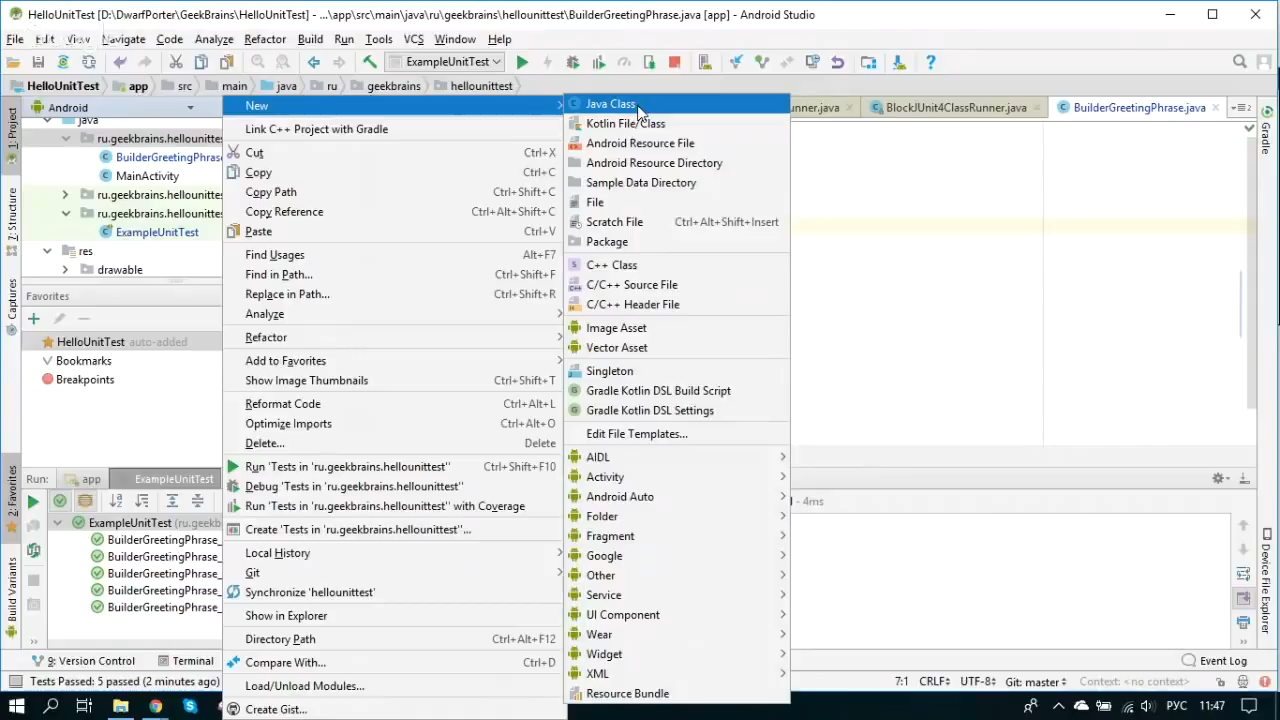 HelloUnitTest [D:\DwarfPorter\GeekBrains\HelloUnitTest] - ...\app\src\main\java\ru\geekbrains\hellounittest\BuilderGreetingPhrase.java [app] - Android Studio
File Edit View Navigate Code Analyze Refactor Build Run Tools VCS Window Help
ExampleUnitTest
HelloUnitTest app src main java ru geekbrains hellounittest
1: Project
7: Structure
Captures
2: Favorites
Build Variants
Android
java
ru.geekbrains.hellounittes
BuilderGreetingPhrase
MainActivity
ru.geekbrains.hellounittes
ru.geekbrains.hellounittes
ExampleUnitTest
res
drawable
Favorites
HelloUnitTest auto-added
Bookmarks
Breakpoints
Run: app ExampleUnitTest
ExampleUnitTest (ru.g
BuilderGreetingPhrase_
BuilderGreetingPhrase_
BuilderGreetingPhrase_
BuilderGreetingPhrase_
BuilderGreetingPhrase_
New
Link C++ Project with Gradle
Cut Ctrl+X
Copy Ctrl+C
Copy Path Ctrl+Shift+C
Copy Reference Ctrl+Alt+Shift+C
Paste Ctrl+V
Find Usages Alt+F7
Find in Path... Ctrl+Shift+F
Replace in Path... Ctrl+Shift+R
Analyze
Refactor
Add to Favorites
Show Image Thumbnails Ctrl+Shift+T
Reformat Code Ctrl+Alt+L
Optimize Imports Ctrl+Alt+O
Delete... Delete
Run 'Tests in 'ru.geekbrains.hellounittest'' Ctrl+Shift+F10
Debug 'Tests in 'ru.geekbrains.hellounittest''
Run 'Tests in 'ru.geekbrains.hellounittest'' with Coverage
Create 'Tests in 'ru.geekbrains.hellounittest''...
Local History
Git
Synchronize 'hellounittest'
Show in Explorer
Directory Path Ctrl+Alt+F12
Compare With... Ctrl+D
Load/Unload Modules...
Create Gist...
Java Class
Kotlin File/Class
Android Resource File
Android Resource Directory
Sample Data Directory
File
Scratch File Ctrl+Alt+Shift+Insert
Package
C++ Class
C/C++ Source File
C/C++ Header File
Image Asset
Vector Asset
Singleton
Gradle Kotlin DSL Build Script
Gradle Kotlin DSL Settings
Edit File Templates...
AIDL
Activity
Android Auto
Folder
Fragment
Google
Other
Service
UI Component
Wear
Widget
XML
Resource Bundle
unner.java BlockJUnit4ClassRunner.java BuilderGreetingPhrase.java
- 4ms
Gradle
Device File Explorer
9: Version Control Terminal Event Log
Tests Passed: 5 passed (2 minutes ago) 7:1 CRLF UTF-8 Git: master Context: <no context>
РУС 11:47